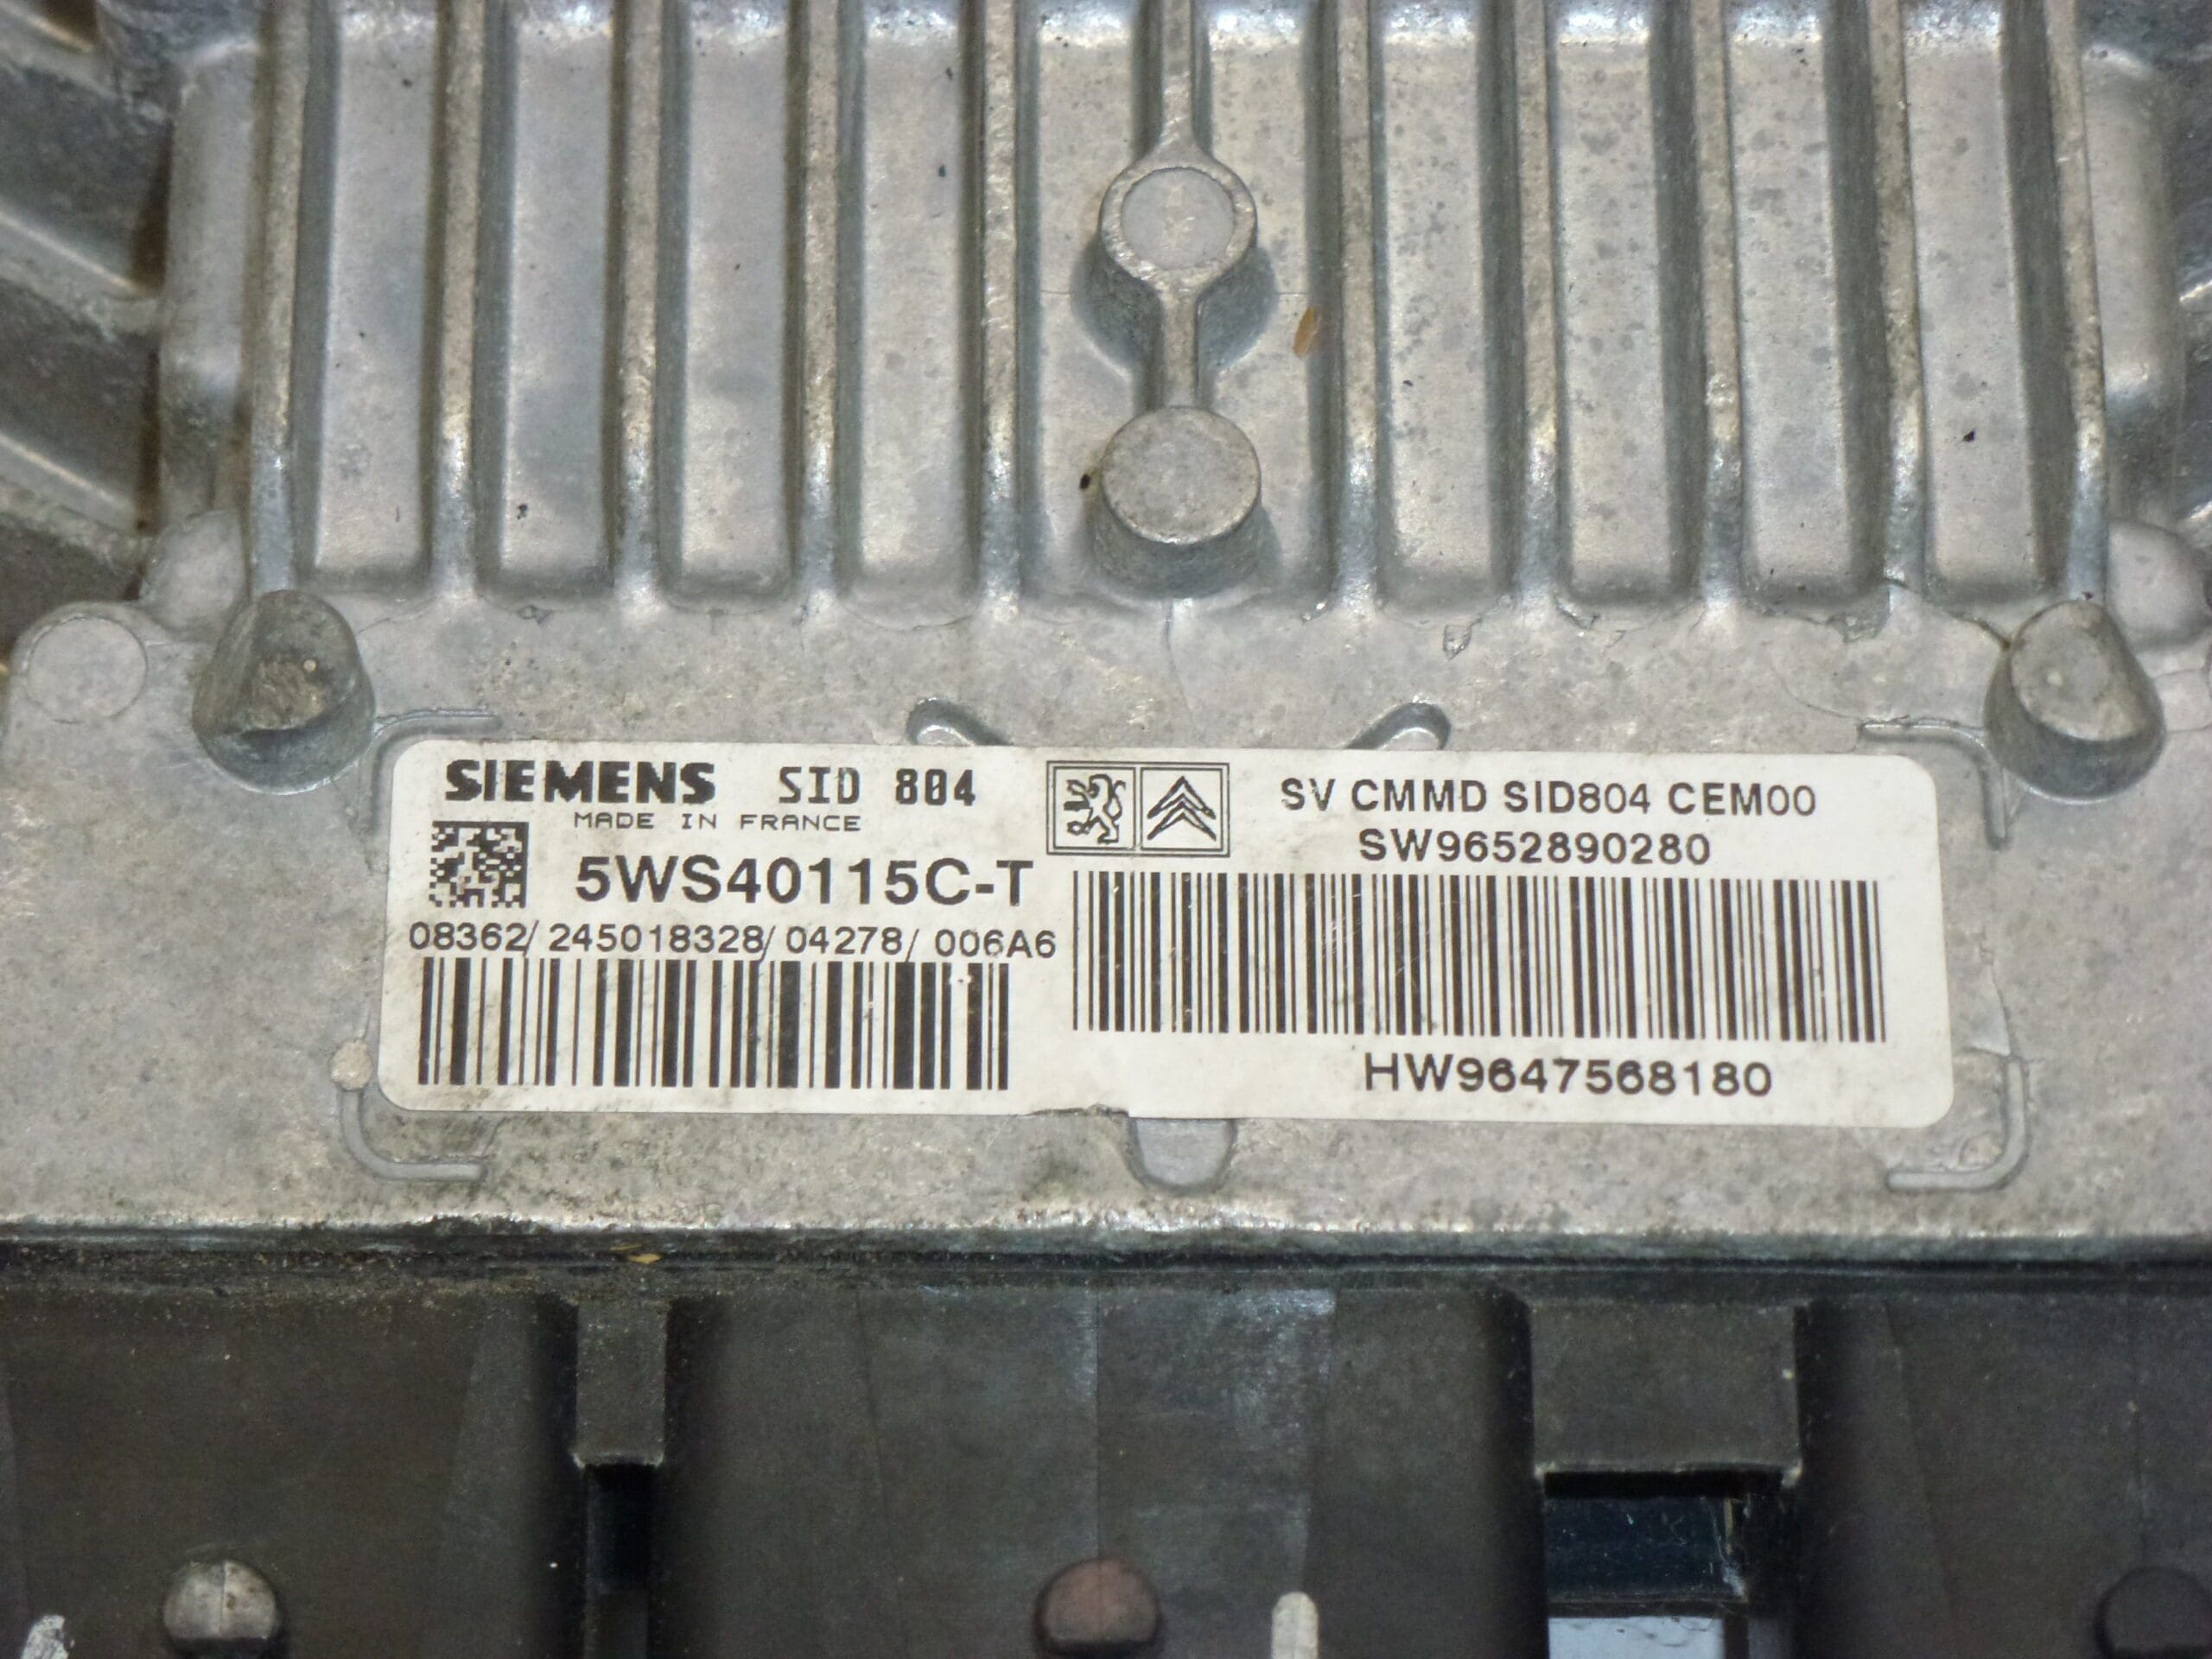 SIEMENS SID 804
MADE IN FRANCE
5WS40115C-T
08362/ 245018328/ 04278/ 006A6
SV CMMD SID804 CEM00
SW9652890280
HW9647568180